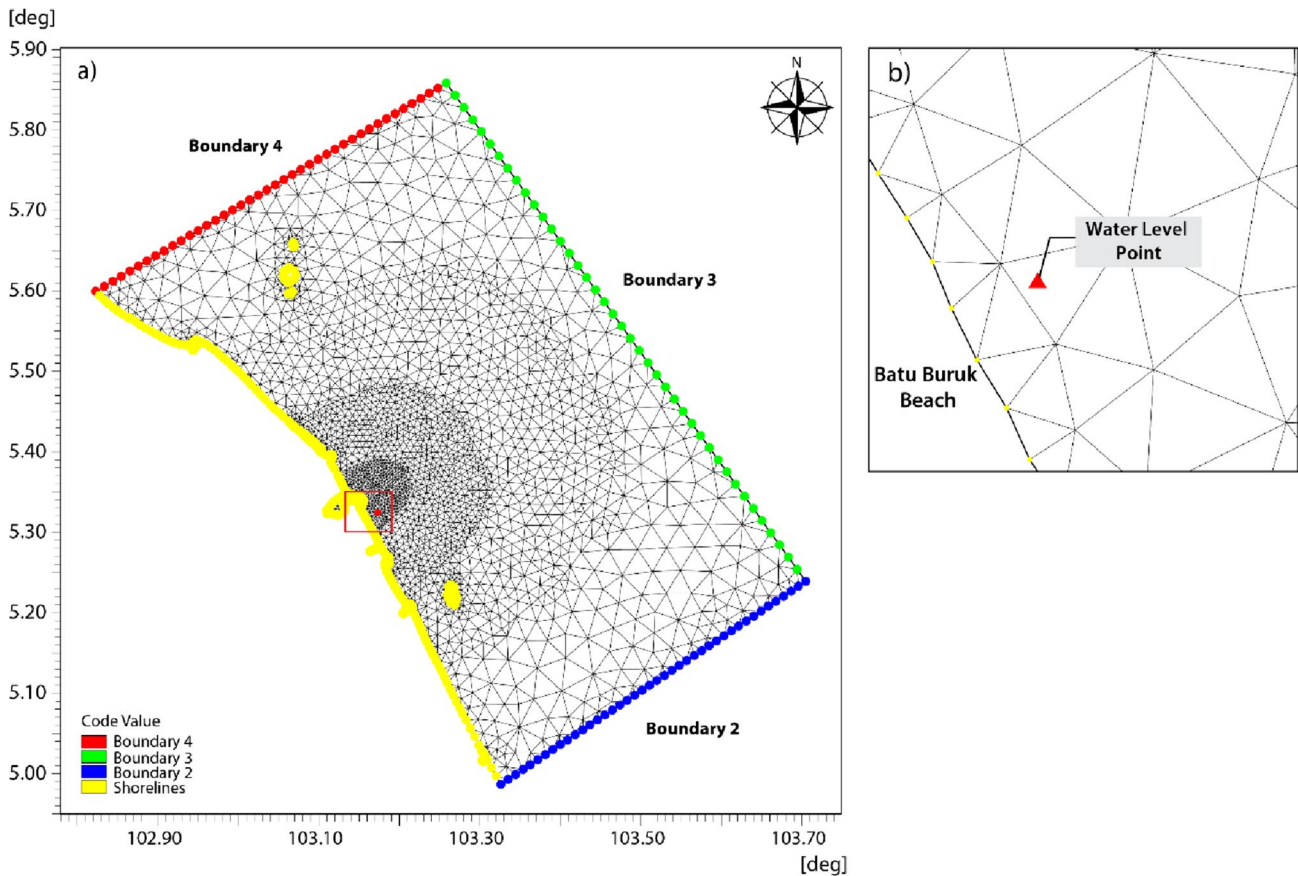 [deg]
5.90
5.80
5.70
5.60
5.50
5.40
5.30
5.20
5.10
5.00
a)
N
Boundary 4
Boundary 3
Boundary 2
Code Value
Boundary 4
Boundary 3
Boundary 2
Shorelines
102.90
103.10
103.30
103.50
103.70
[deg]
b)
Water Level
Point
Batu Buruk
Beach